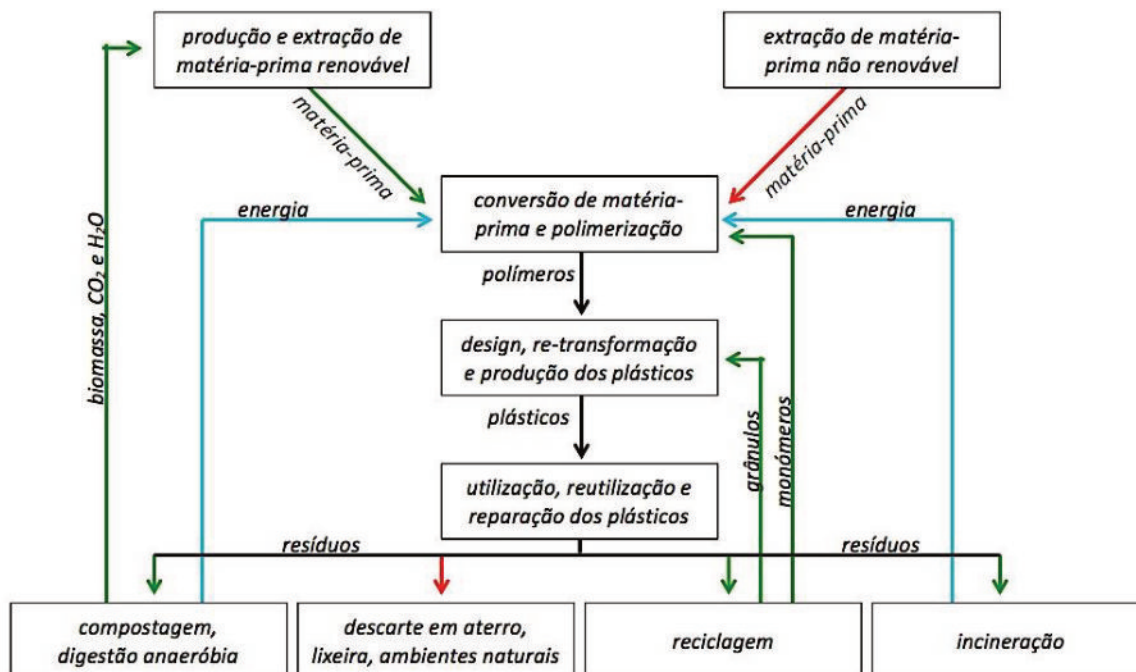 produção e extração de
matéria-prima renovável
extração de matéria-
prima não renovável
matéria-prima
matéria-prima
energia
conversão de matéria-
prima e polimerização
energia
biomassa, CO₂ e H₂O
polímeros
design, re-transformação
e produção dos plásticos
plásticos
grânulos
monómeros
utilização, reutilização e
reparação dos plásticos
resíduos
resíduos
compostagem,
digestão anaeróbia
descarte em aterro,
lixeira, ambientes naturais
reciclagem
incineração